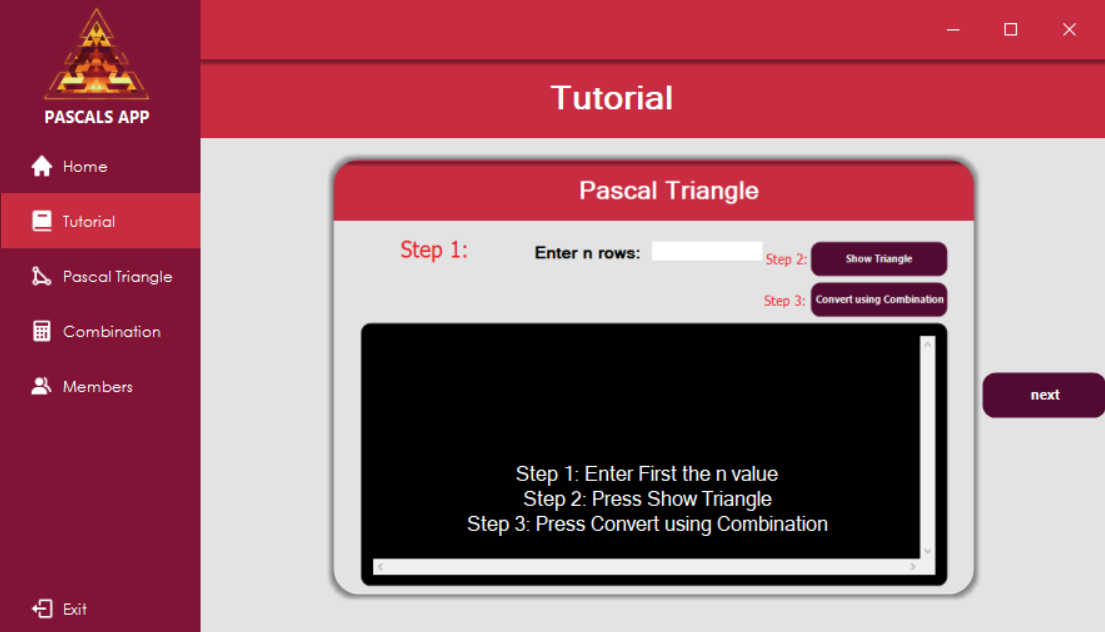 PASCALS APP
Home
Tutorial
Pascal Triangle
Combination
Members
Exit
Tutorial
Pascal Triangle
Step 1: Enter n rows:
Step 2: Show Triangle
Step 3: Convert using Combination
Step 1: Enter First the n value
Step 2: Press Show Triangle
Step 3: Press Convert using Combination
next